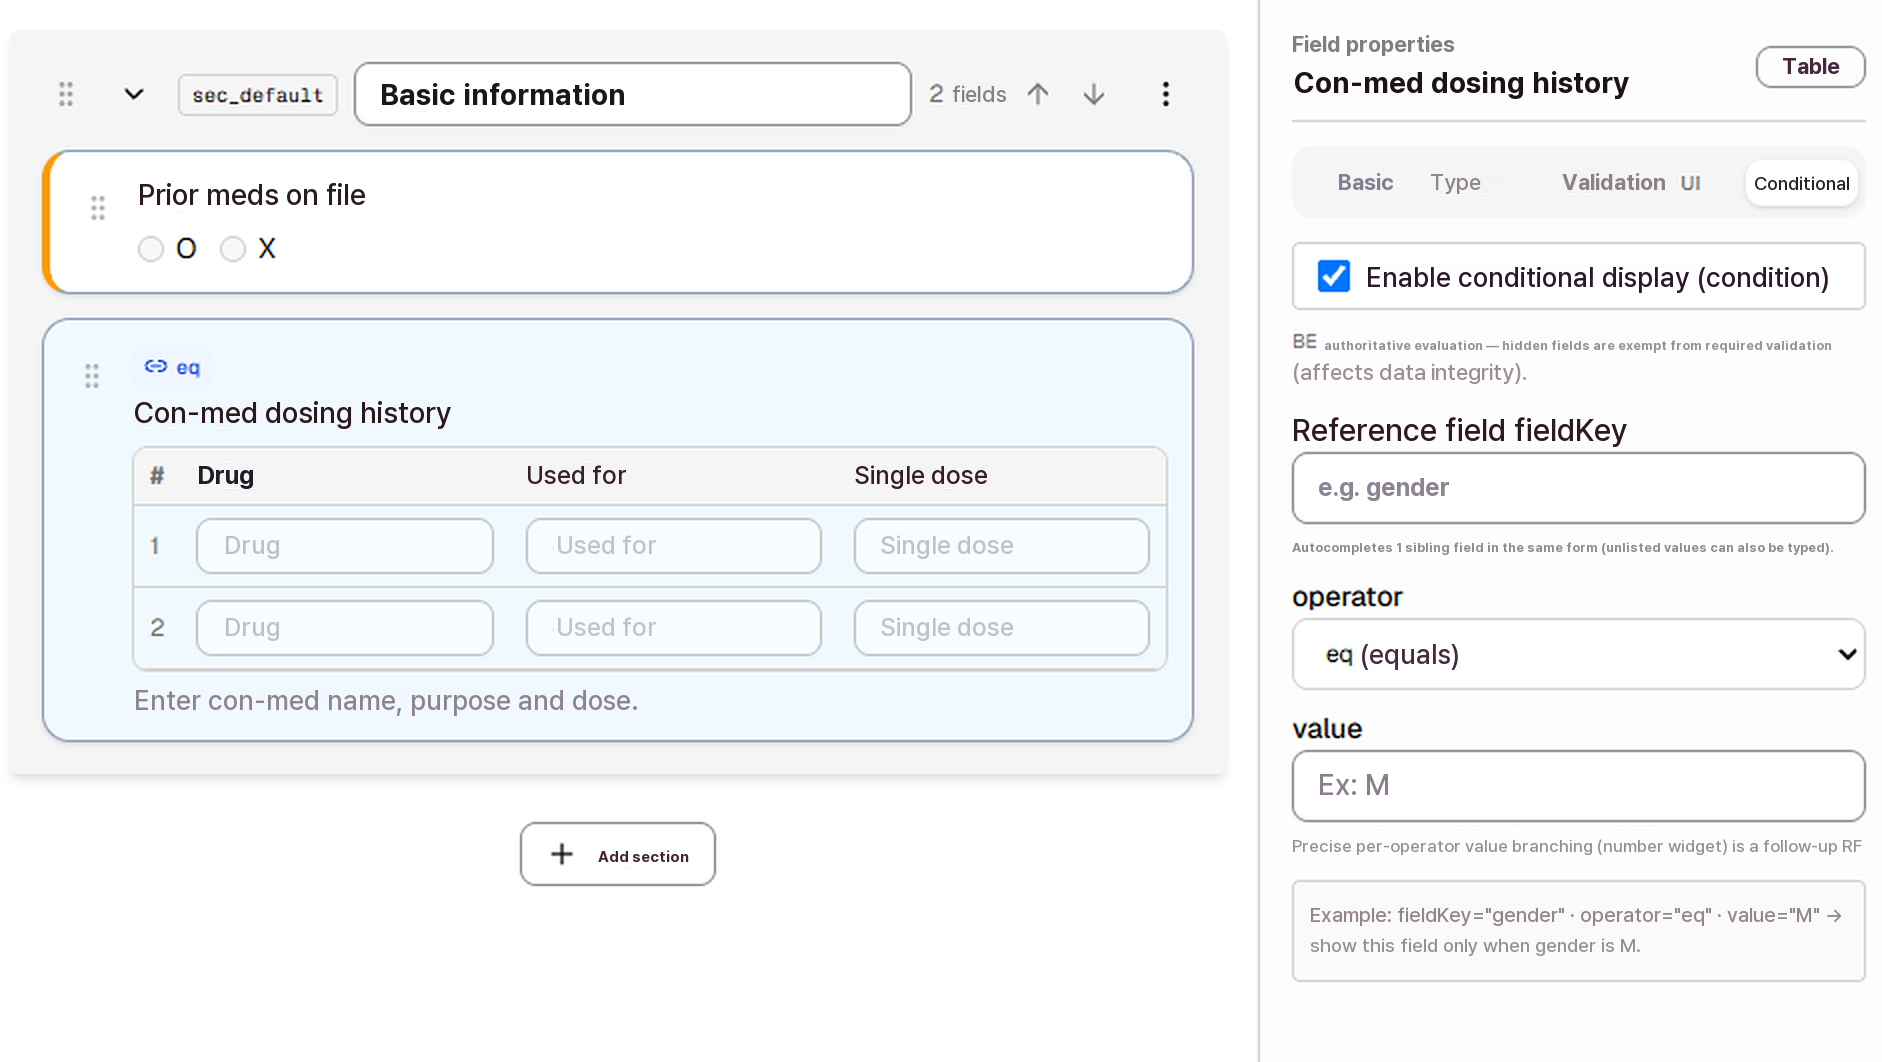 sec_default
Basic information
2 fields
Prior meds on file
O X
eq
Con-med dosing history
# Drug Used for Single dose
1 Drug Used for Single dose
2 Drug Used for Single dose
Enter con-med name, purpose and dose.
Add section
Field properties
Con-med dosing history
Table
Basic Type Validation UI Conditional
Enable conditional display (condition)
BE authoritative evaluation — hidden fields are exempt from required validation
(affects data integrity).
Reference field fieldKey
e.g. gender
Autocompletes 1 sibling field in the same form (unlisted values can also be typed).
operator
eq (equals)
value
Ex: M
Precise per-operator value branching (number widget) is a follow-up RF
Example: fieldKey="gender" · operator="eq" · value="M" →
show this field only when gender is M.